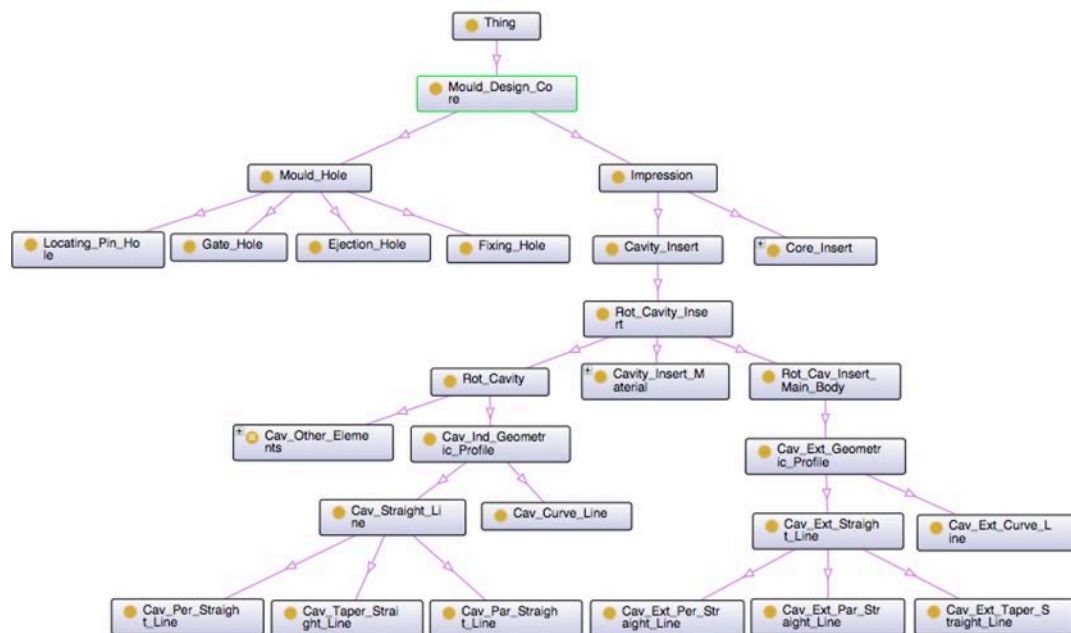 Thing
Mould_Design_Co
re
Mould_Hole
Impression
Locating_Pin_Ho
le
Gate_Hole
Ejection_Hole
Fixing_Hole
Cavity_Insert
Core_Insert
Rot_Cavity_Inse
rt
Rot_Cavity
Cavity_Insert_M
aterial
Rot_Cav_Insert_
Main_Body
Cav_Other_Eleme
nts
Cav_Ind_Geometr
ic_Profile
Cav_Ext_Geometr
ic_Profile
Cav_Straight_Li
ne
Cav_Curve_Line
Cav_Ext_Straigh
t_Line
Cav_Ext_Curve_L
ine
Cav_Per_Straigh
t_Line
Cav_Taper_Strai
ght_Line
Cav_Par_Straigh
t_Line
Cav_Ext_Per_Str
aight_Line
Cav_Ext_Par_Str
aight_Line
Cav_Ext_Taper_S
traight_Line